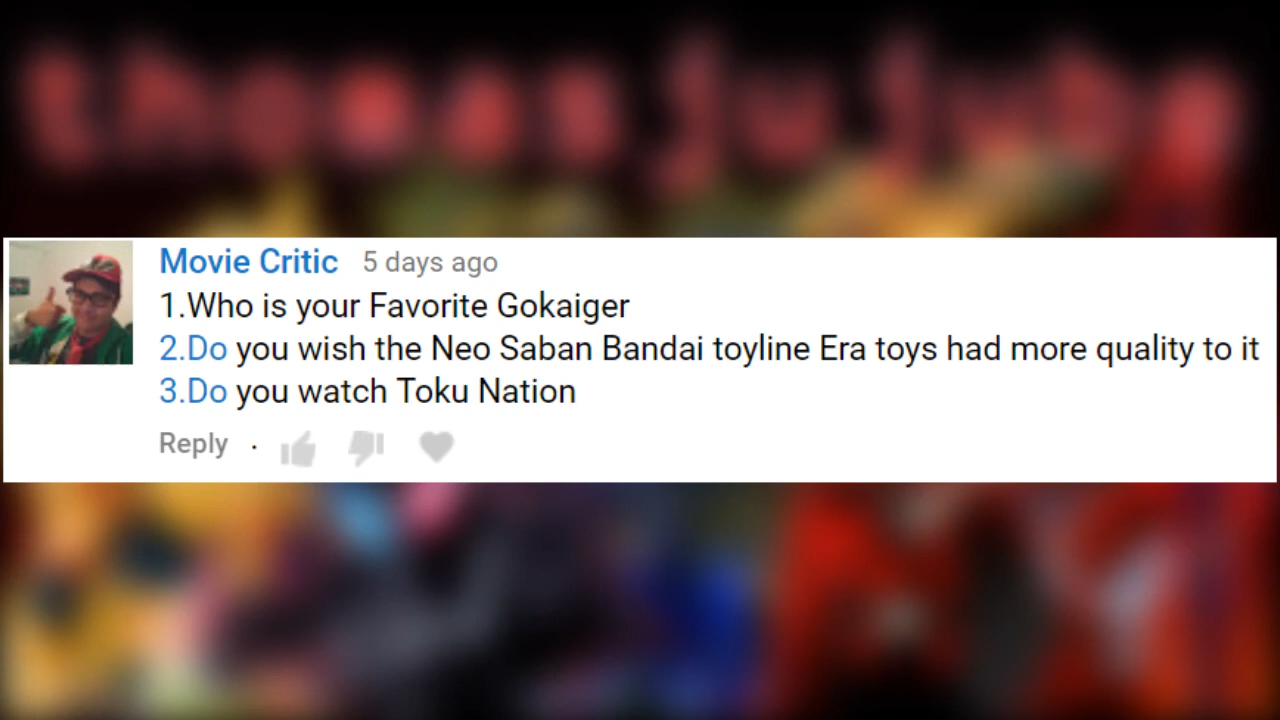 Movie Critic 5 days ago
1.Who is your Favorite Gokaiger
2.Do you wish the Neo Saban Bandai toyline Era toys had more quality to it
3.Do you watch Toku Nation
Reply ·